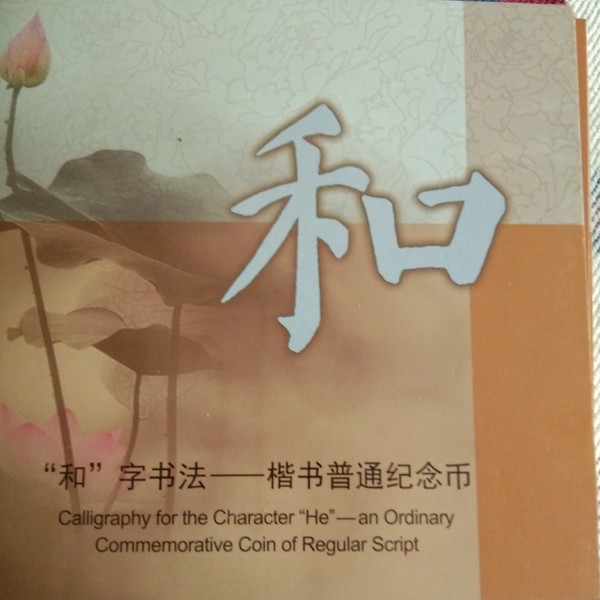 和
“和”字书法——楷书普通纪念币
Calligraphy for the Character “He”—an Ordinary
Commemorative Coin of Regular Script